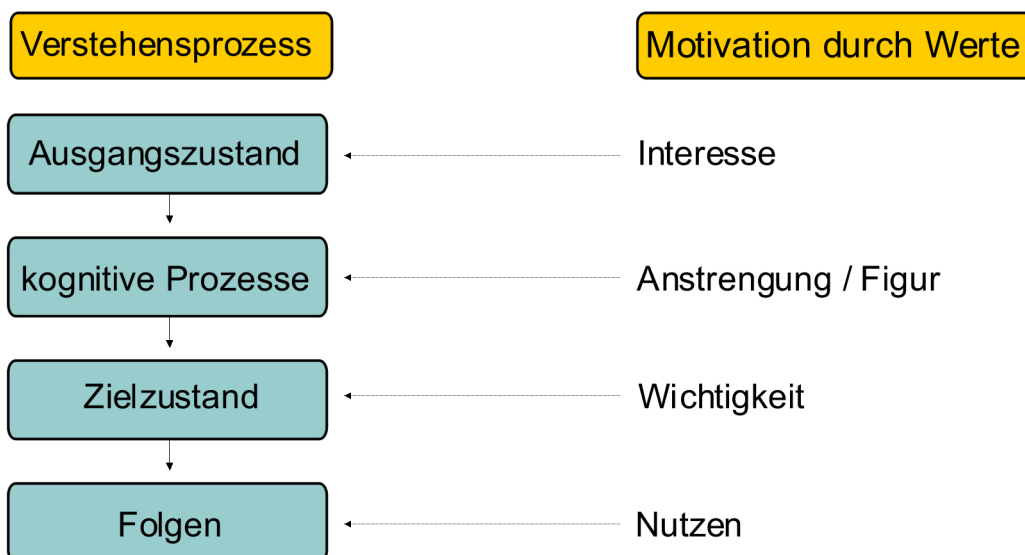 Verstehensprozess
Motivation durch Werte
Ausgangszustand
Interesse
kognitive Prozesse
Anstrengung / Figur
Zielzustand
Wichtigkeit
Folgen
Nutzen